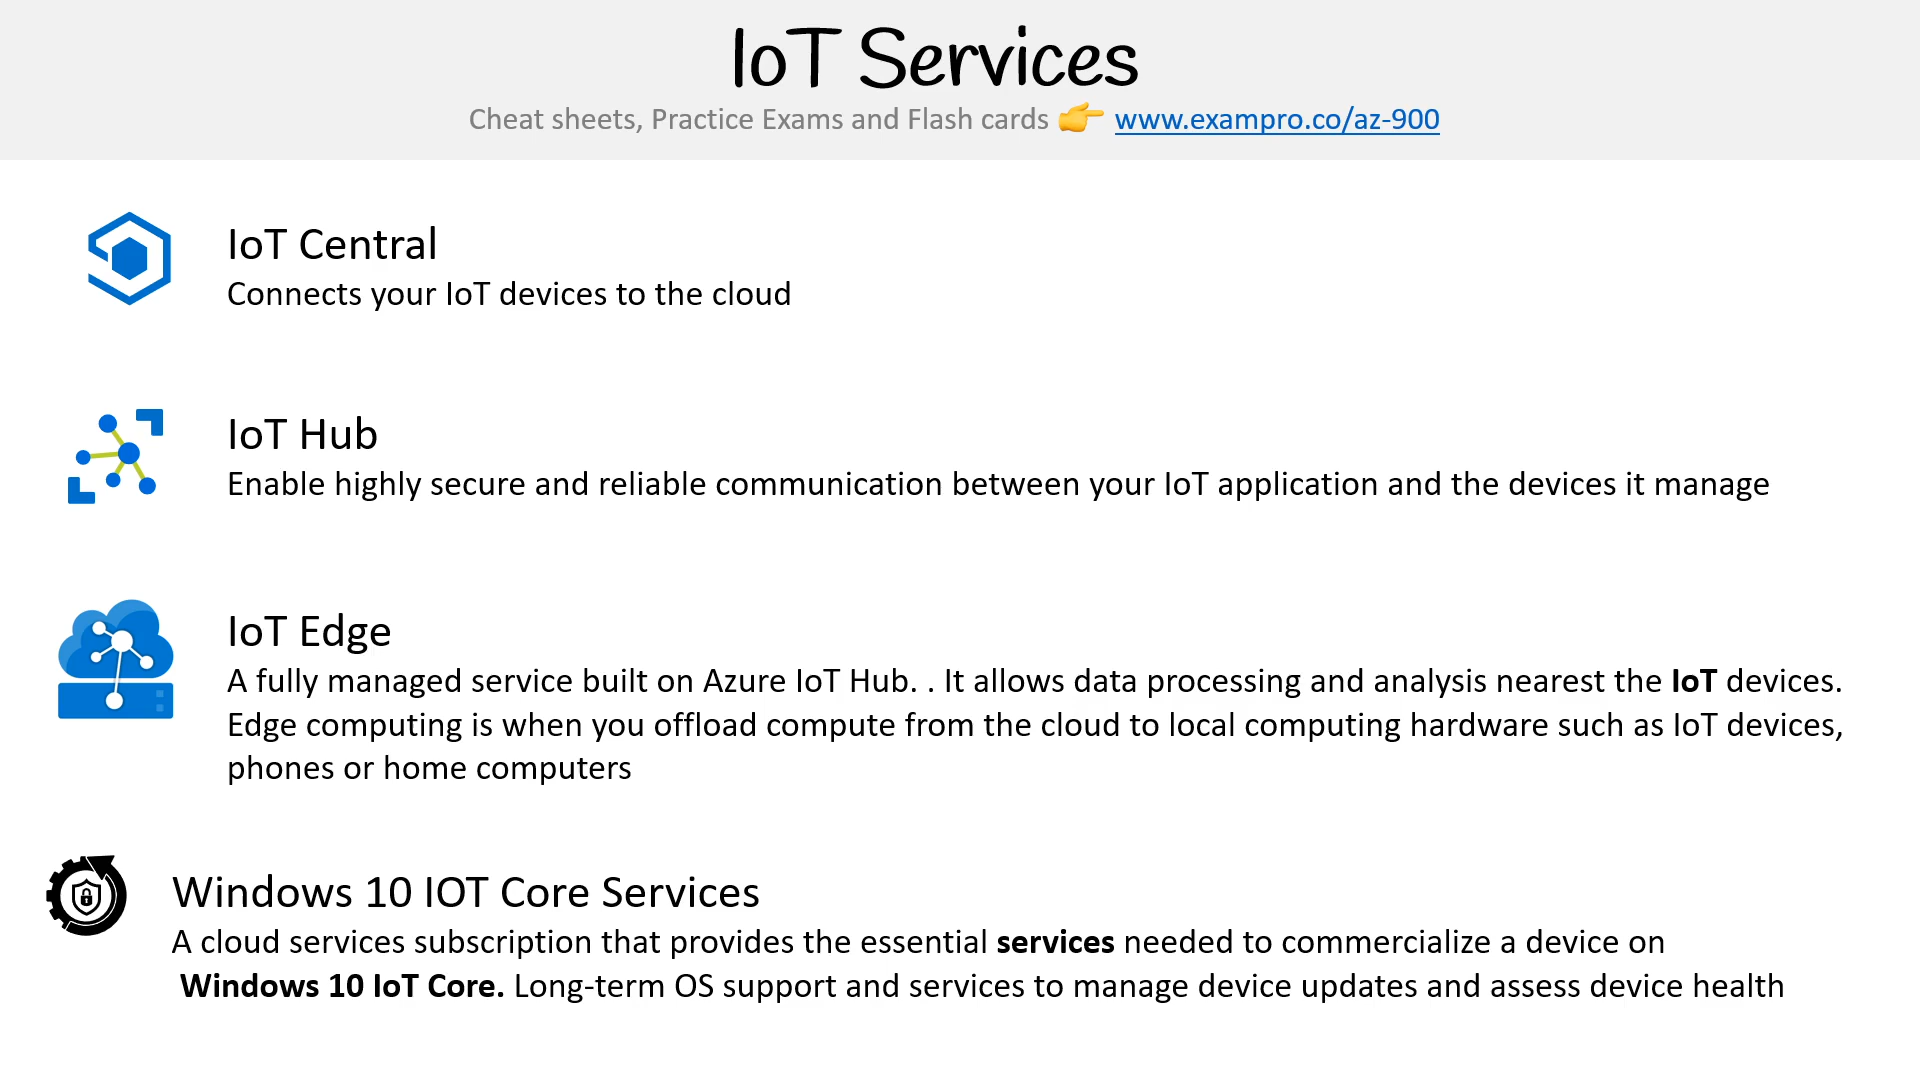 IoT Services
Cheat sheets, Practice Exams and Flash cards 👉 www.exampro.co/az-900
IoT Central
Connects your IoT devices to the cloud
IoT Hub
Enable highly secure and reliable communication between your IoT application and the devices it manage
IoT Edge
A fully managed service built on Azure IoT Hub. . It allows data processing and analysis nearest the IoT devices.
Edge computing is when you offload compute from the cloud to local computing hardware such as IoT devices,
phones or home computers
Windows 10 IOT Core Services
A cloud services subscription that provides the essential services needed to commercialize a device on
Windows 10 IoT Core. Long-term OS support and services to manage device updates and assess device health